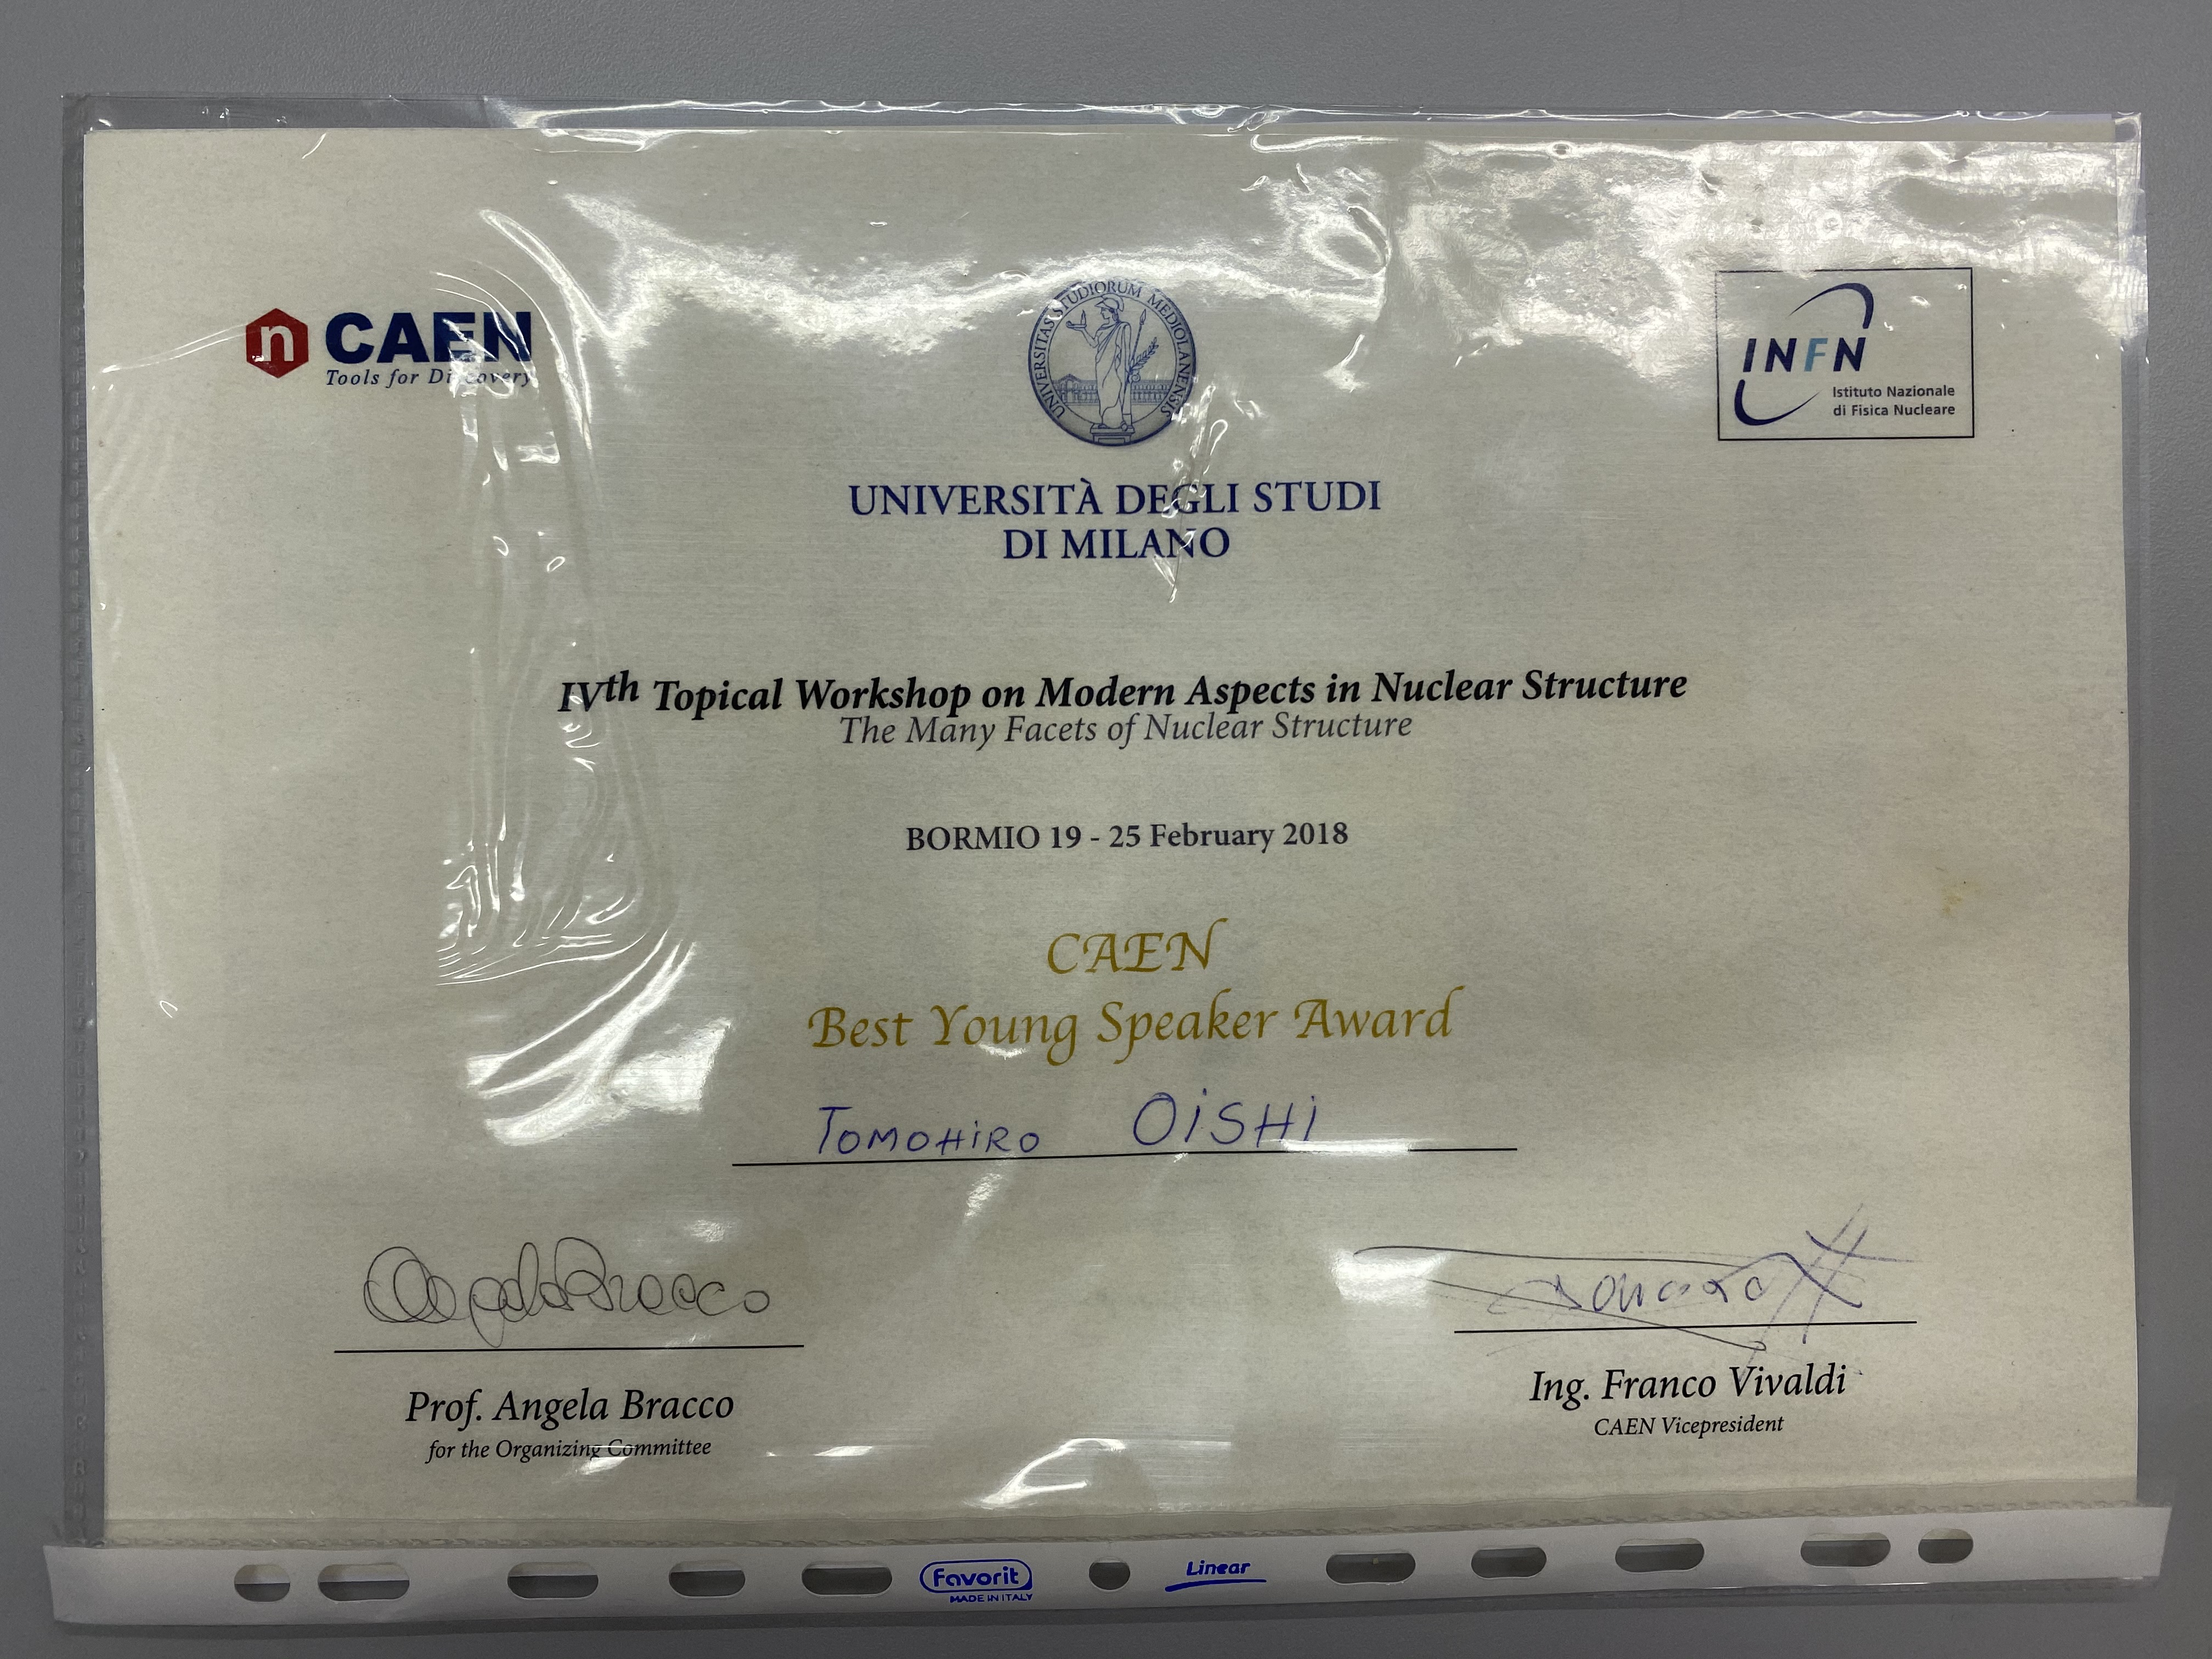 n CAEN
Tools for Discovery
UNIVERSITAS STUDIORUM MEDIOLANENSIS
INFN
Istituto Nazionale
di Fisica Nucleare
UNIVERSITÀ DEGLI STUDI
DI MILANO
IVth Topical Workshop on Modern Aspects in Nuclear Structure
The Many Facets of Nuclear Structure
BORMIO 19 - 25 February 2018
CAEN
Best Young Speaker Award
TOMOHiRO OiSHi
Angela Bracco
Prof. Angela Bracco
for the Organizing Committee
Ing. Franco Vivaldi
CAEN Vicepresident
Favorit
MADE IN ITALY
Linear